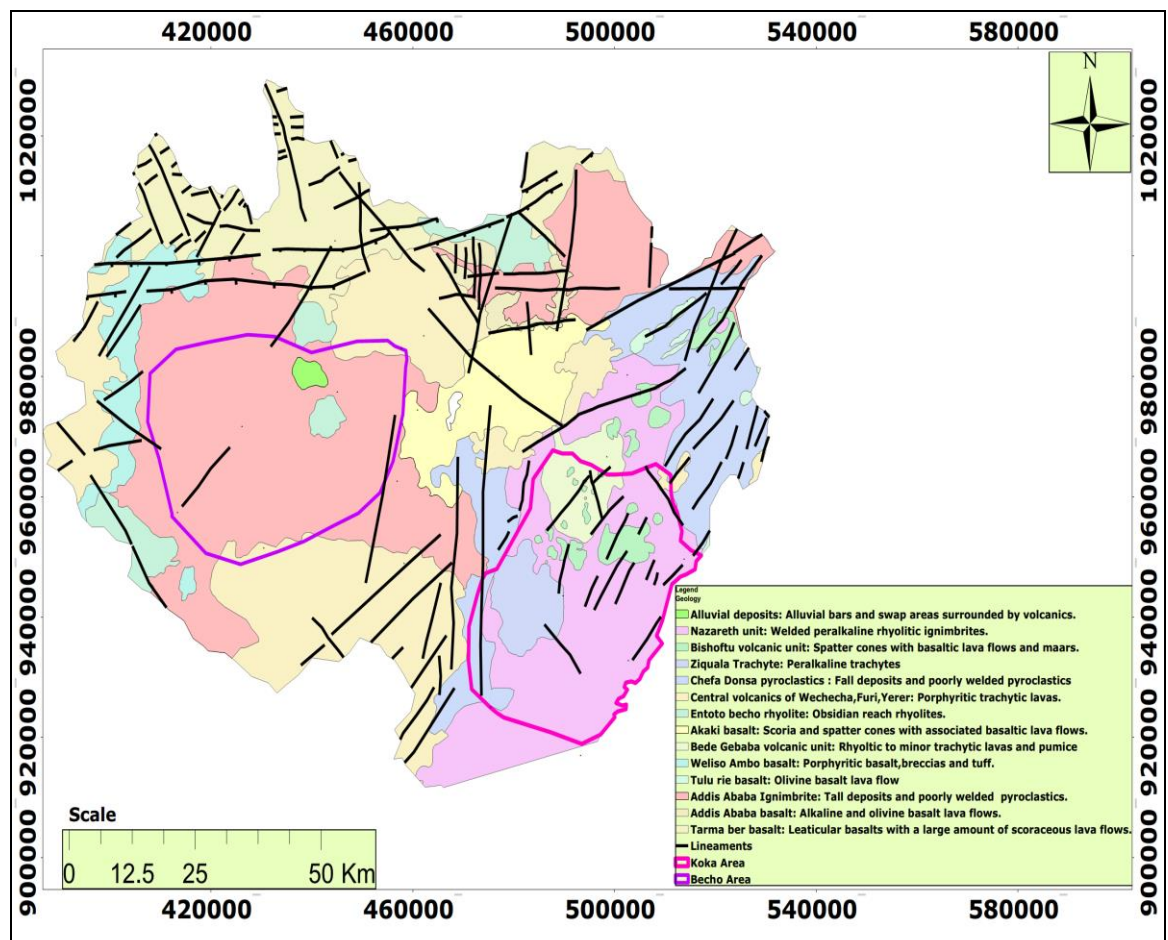 420000 460000 500000 540000 580000
N
1020000 1020000
980000 980000
960000 960000
940000 940000
920000 920000
900000 900000
Legend
Geology
Alluvial deposits: Alluvial bars and swap areas surrounded by volcanics.
Nazareth unit: Welded peralkaline rhyolitic ignimbrites.
Bishoftu volcanic unit: Spatter cones with basaltic lava flows and maars.
Ziquala Trachyte: Peralkaline trachytes
Chefa Donsa pyroclastics : Fall deposits and poorly welded pyroclastics
Central volcanics of Wechecha,Furi,Yerer: Porphyritic trachytic lavas.
Entoto becho rhyolite: Obsidian reach rhyolites.
Akaki basalt: Scoria and spatter cones with associated basaltic lava flows.
Bede Gebaba volcanic unit: Rhyoltic to minor trachytic lavas and pumice
Weliso Ambo basalt: Porphyritic basalt,breccias and tuff.
Tulu rie basalt: Olivine basalt lava flow
Addis Ababa Ignimbrite: Tall deposits and poorly welded pyroclastics.
Addis Ababa basalt: Alkaline and olivine basalt lava flows.
Tarma ber basalt: Leaticular basalts with a large amount of scoraceous lava flows.
Lineaments
Koka Area
Becho Area
Scale
0 12.5 25 50 Km
420000 460000 500000 540000 580000